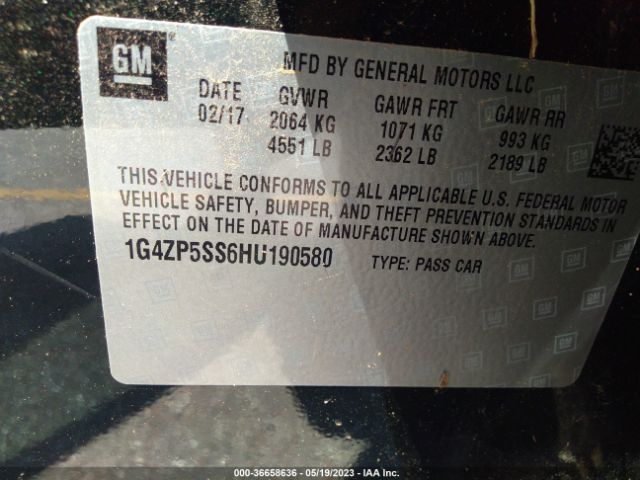 GM ®
MFD BY GENERAL MOTORS LLC
DATE GVWR GAWR FRT GAWR RR
02/17 2064 KG 1071 KG 993 KG
4551 LB 2362 LB 2189 LB
THIS VEHICLE CONFORMS TO ALL APPLICABLE U.S. FEDERAL MOTOR
VEHICLE SAFETY, BUMPER, AND THEFT PREVENTION STANDARDS IN
EFFECT ON THE DATE OF MANUFACTURE SHOWN ABOVE.
1G4ZP5SS6HU190580 TYPE: PASS CAR
000-36658636 - 05/19/2023 - IAA Inc.